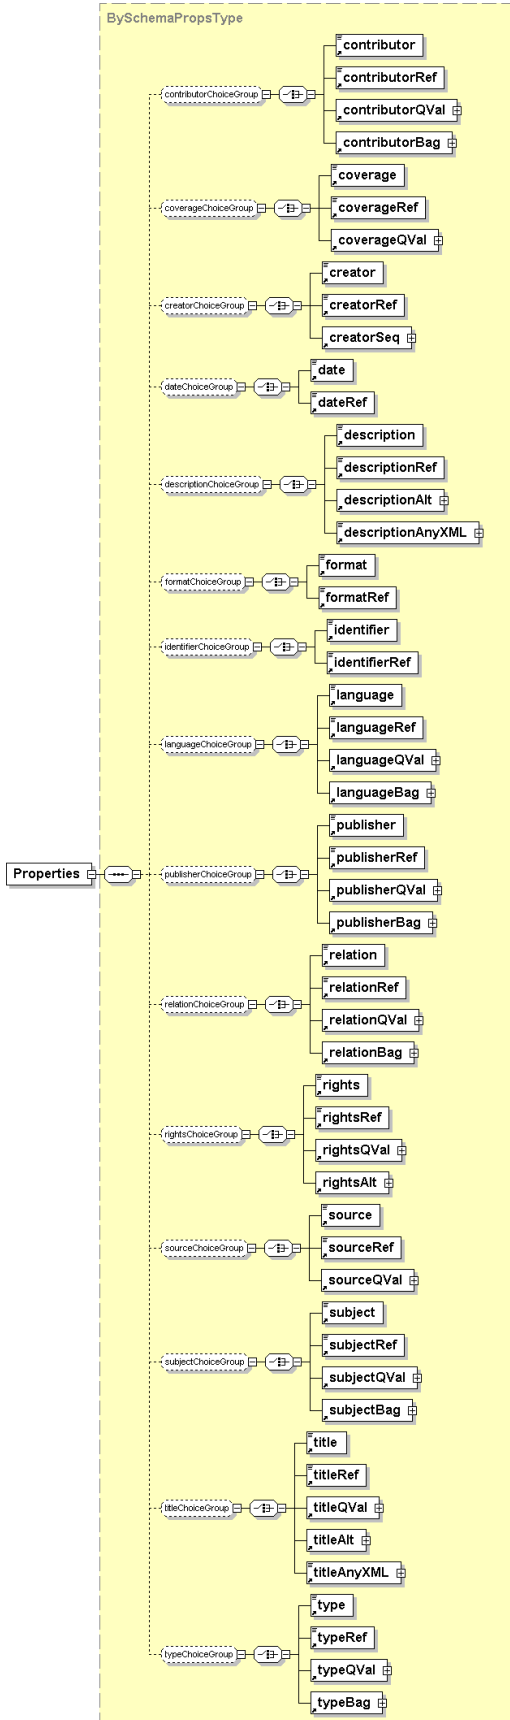 BySchemaPropsType
contributorChoiceGroup
contributor
contributorRef
contributorQVal
contributorBag
coverageChoiceGroup
coverage
coverageRef
coverageQVal
creatorChoiceGroup
creator
creatorRef
creatorSeq
dateChoiceGroup
date
dateRef
descriptionChoiceGroup
description
descriptionRef
descriptionAlt
descriptionAnyXML
formatChoiceGroup
format
formatRef
identifierChoiceGroup
identifier
identifierRef
languageChoiceGroup
language
languageRef
languageQVal
languageBag
Properties
publisherChoiceGroup
publisher
publisherRef
publisherQVal
publisherBag
relationChoiceGroup
relation
relationRef
relationQVal
relationBag
rightsChoiceGroup
rights
rightsRef
rightsQVal
rightsAlt
sourceChoiceGroup
source
sourceRef
sourceQVal
subjectChoiceGroup
subject
subjectRef
subjectQVal
subjectBag
titleChoiceGroup
title
titleRef
titleQVal
titleAlt
titleAnyXML
typeChoiceGroup
type
typeRef
typeQVal
typeBag